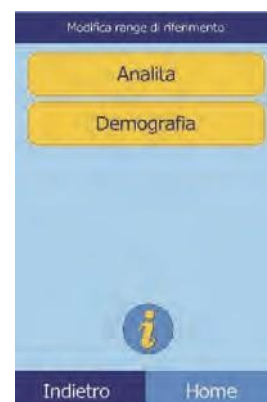 Modifica range di riferimento
Analita
Demografia
i
Indietro Home